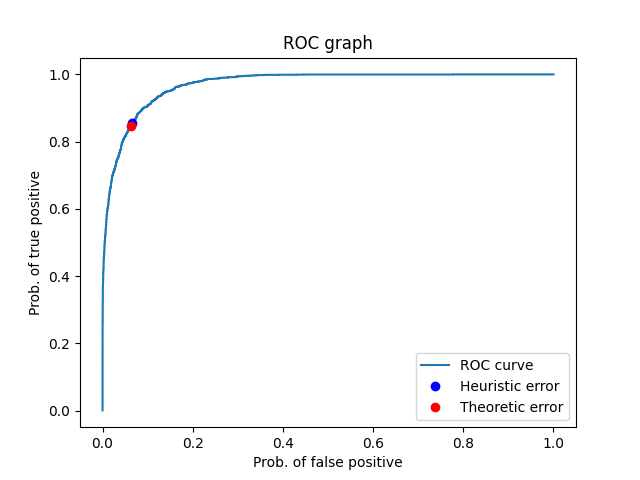 ROC graph
1.0
0.8
0.6
0.4
0.2
0.0
Prob. of true positive
ROC curve
Heuristic error
Theoretic error
0.0 0.2 0.4 0.6 0.8 1.0
Prob. of false positive